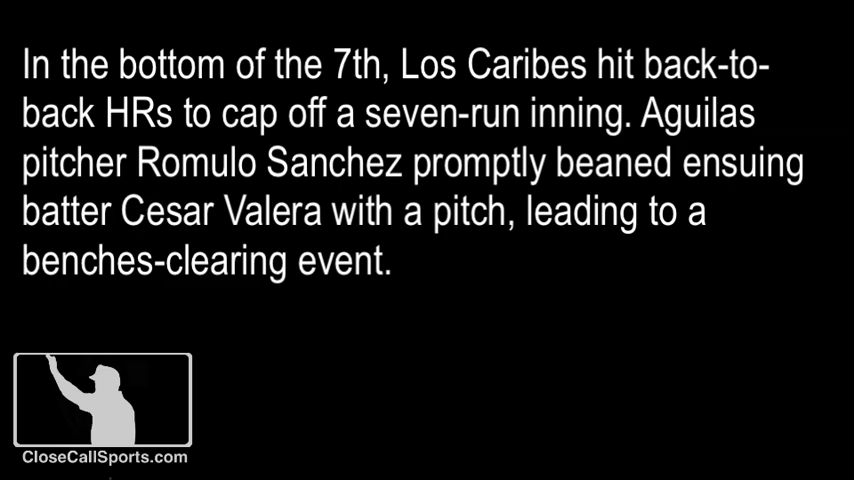 In the bottom of the 7th, Los Caribes hit back-to-
back HRs to cap off a seven-run inning. Aguilas
pitcher Romulo Sanchez promptly beaned ensuing
batter Cesar Valera with a pitch, leading to a
benches-clearing event.
CloseCallSports.com